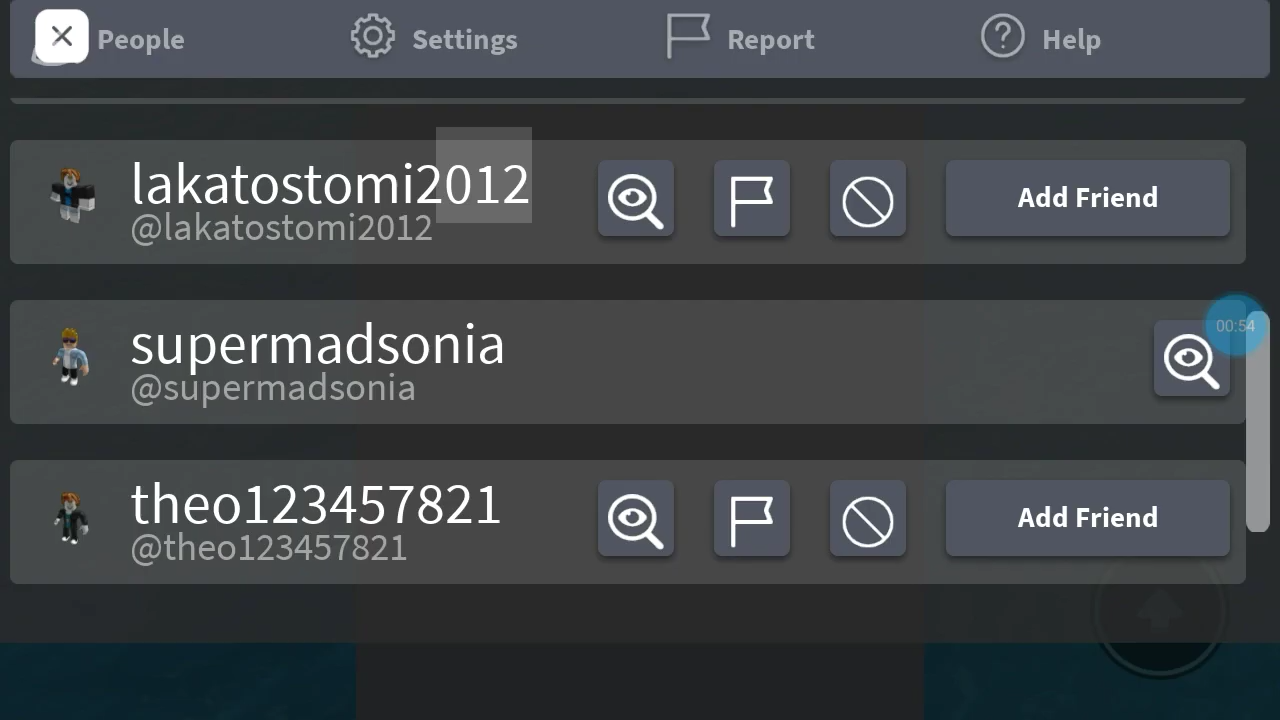 People
Settings
Report
Help
lakatostomi2012
@lakatostomi2012
Add Friend
supermadsonia
@supermadsonia
00:54
theo123457821
@theo123457821
Add Friend